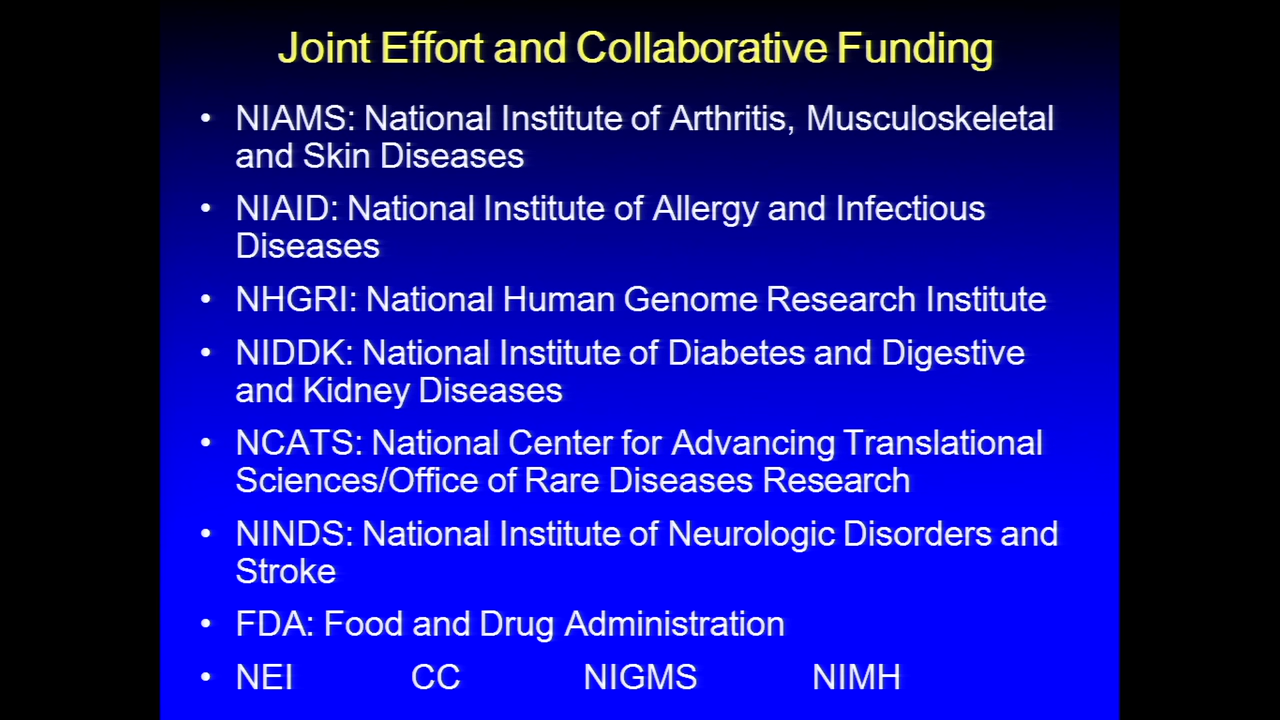 Joint Effort and Collaborative Funding
• NIAMS: National Institute of Arthritis, Musculoskeletal
and Skin Diseases
• NIAID: National Institute of Allergy and Infectious
Diseases
• NHGRI: National Human Genome Research Institute
• NIDDK: National Institute of Diabetes and Digestive
and Kidney Diseases
• NCATS: National Center for Advancing Translational
Sciences/Office of Rare Diseases Research
• NINDS: National Institute of Neurologic Disorders and
Stroke
• FDA: Food and Drug Administration
• NEI CC NIGMS NIMH